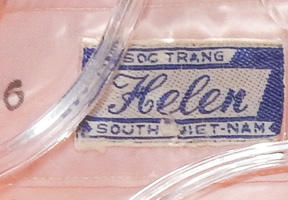 SOC TRANG
Helen
SOUTH VIET-NAM
6